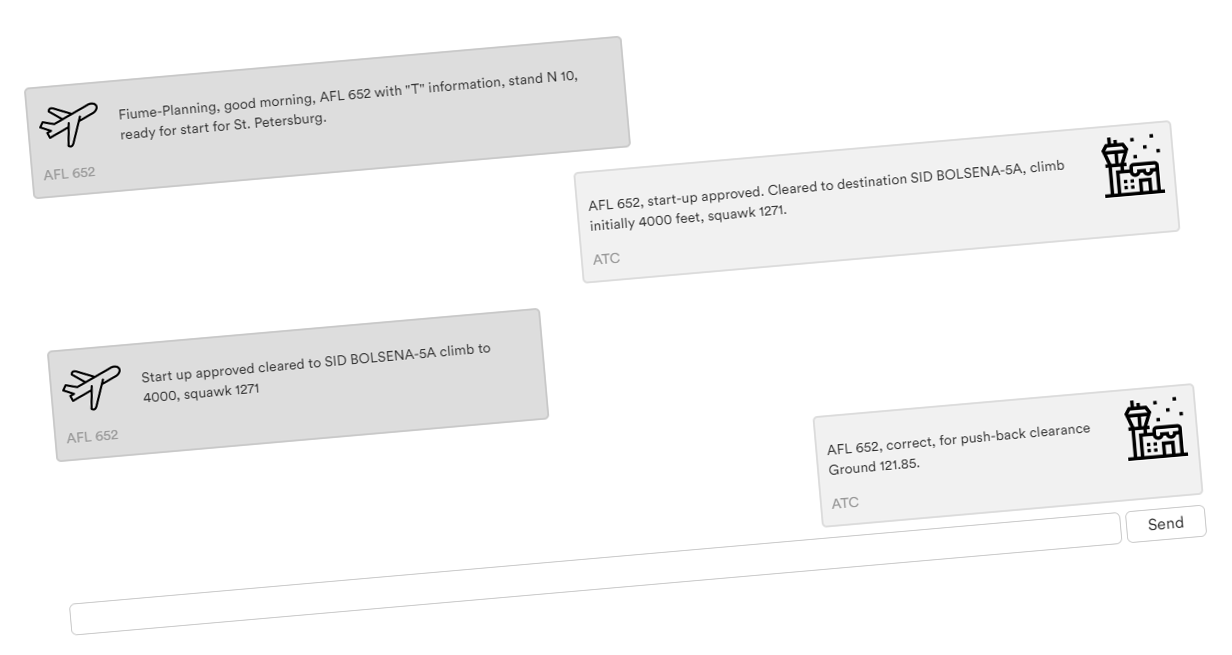 Fiume-Planning, good morning, AFL 652 with "T" information, stand N 10,
ready for start for St. Petersburg.
AFL 652
AFL 652, start-up approved. Cleared to destination SID BOLSENA-5A, climb
initially 4000 feet, squawk 1271.
ATC
Start up approved cleared to SID BOLSENA-5A climb to
4000, squawk 1271
AFL 652
AFL 652, correct, for push-back clearance
Ground 121.85.
ATC
Send